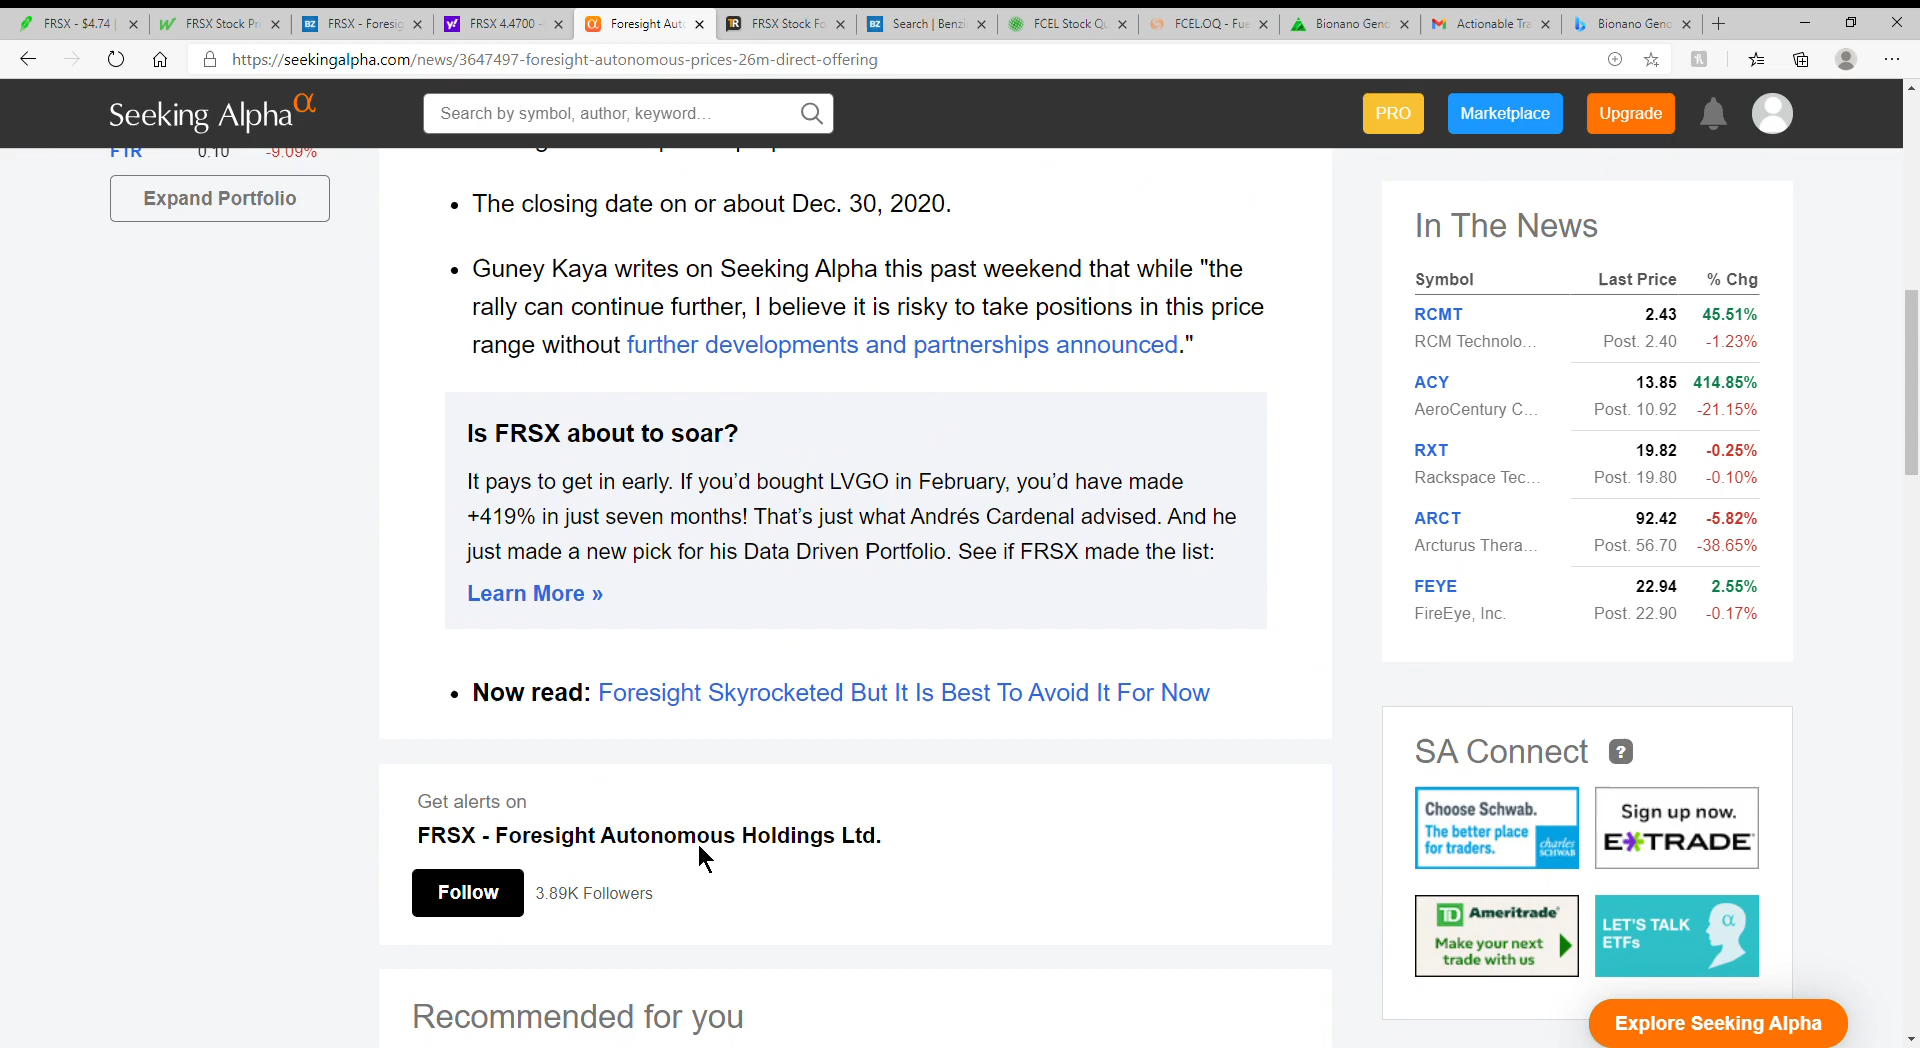 FRSX - $4.74 |
FRSX Stock Pri
FRSX - Foresig
FRSX 4.4700 -
Foresight Auto
FRSX Stock Fo
Search | Benzi
FCEL Stock Qu
FCEL.OQ - Fue
Bionano Geno
Actionable Tra
Bionano Geno
https://seekingalpha.com/news/3647497-foresight-autonomous-prices-26m-direct-offering
Seeking Alpha α
Search by symbol, author, keyword...
PRO
Marketplace
Upgrade
FTR 0.10 -9.09%
Expand Portfolio
• The closing date on or about Dec. 30, 2020.
• Guney Kaya writes on Seeking Alpha this past weekend that while "the
rally can continue further, I believe it is risky to take positions in this price
range without further developments and partnerships announced."
Is FRSX about to soar?
It pays to get in early. If you'd bought LVGO in February, you'd have made
+419% in just seven months! That's just what Andrés Cardenal advised. And he
just made a new pick for his Data Driven Portfolio. See if FRSX made the list:
Learn More »
• Now read: Foresight Skyrocketed But It Is Best To Avoid It For Now
Get alerts on
FRSX - Foresight Autonomous Holdings Ltd.
Follow 3.89K Followers
Recommended for you
In The News
Symbol Last Price % Chg
RCMT 2.43 45.51%
RCM Technolo... Post. 2.40 -1.23%
ACY 13.85 414.85%
AeroCentury C... Post. 10.92 -21.15%
RXT 19.82 -0.25%
Rackspace Tec... Post. 19.80 -0.10%
ARCT 92.42 -5.82%
Arcturus Thera... Post. 56.70 -38.65%
FEYE 22.94 2.55%
FireEye, Inc. Post. 22.90 -0.17%
SA Connect ?
Choose Schwab.
The better place
for traders.
charles
SCHWAB
Sign up now.
E*TRADE
TD Ameritrade
Make your next
trade with us
LET'S TALK
ETFs
α
Explore Seeking Alpha